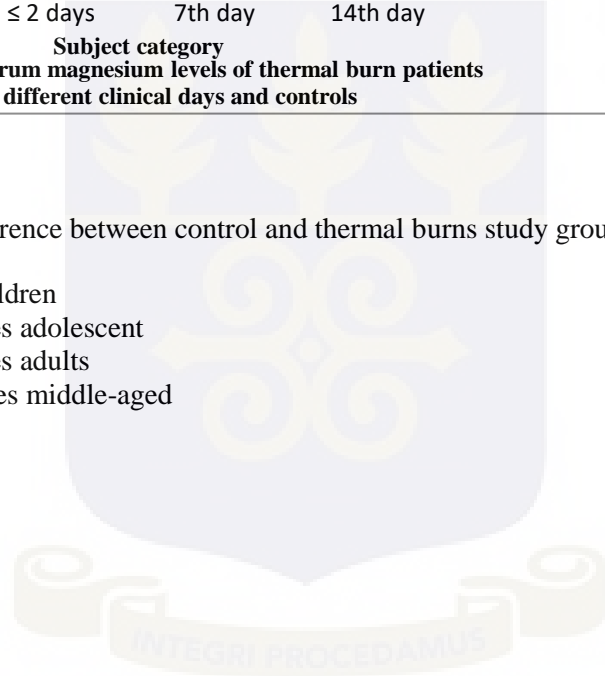 ≤ 2 days 7th day 14th day
Subject category
rum magnesium levels of thermal burn patients
different clinical days and controls
rence between control and thermal burns study grou
ldren
s adolescent
es adults
es middle-aged
INTEGRI PROCEDAMUS